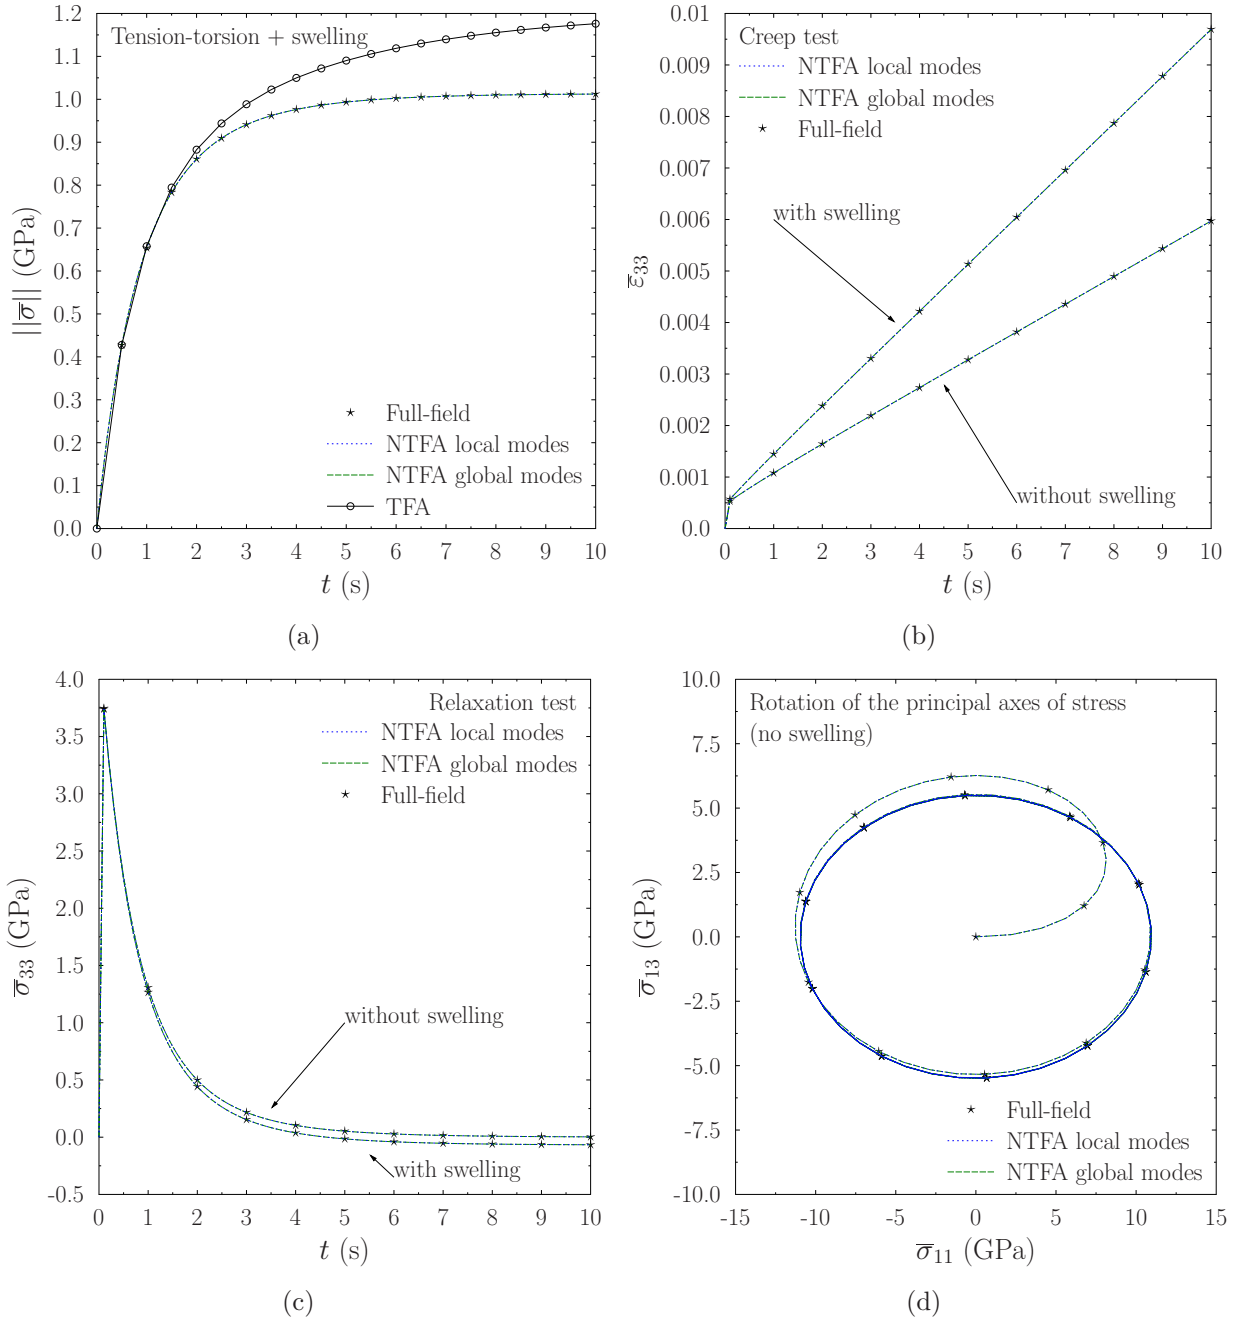 Tension-torsion + swelling
1.2
1.1
1.0
0.9
0.8
0.7
0.6
0.5
0.4
0.3
0.2
0.1
0.0
||σ̅|| (GPa)
Full-field
NTFA local modes
NTFA global modes
TFA
0 1 2 3 4 5 6 7 8 9 10
t (s)
(a)
Creep test
NTFA local modes
NTFA global modes
Full-field
0.01
0.009
0.008
0.007
0.006
0.005
0.004
0.003
0.002
0.001
0.0
ε̅33
with swelling
without swelling
0 1 2 3 4 5 6 7 8 9 10
t (s)
(b)
Relaxation test
NTFA local modes
NTFA global modes
Full-field
4.0
3.5
3.0
2.5
2.0
1.5
1.0
0.5
0.0
-0.5
σ̅33 (GPa)
without swelling
with swelling
0 1 2 3 4 5 6 7 8 9 10
t (s)
(c)
Rotation of the principal axes of stress
(no swelling)
10.0
7.5
5.0
2.5
0.0
-2.5
-5.0
-7.5
-10.0
σ̅13 (GPa)
Full-field
NTFA local modes
NTFA global modes
-15 -10 -5 0 5 10 15
σ̅11 (GPa)
(d)